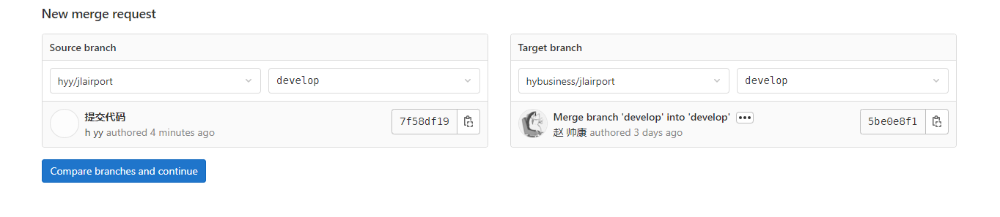 New merge request
Source branch
hyy/jlairport
develop
提交代码
h yy authored 4 minutes ago
7f58df19
Target branch
hybusiness/jlairport
develop
Merge branch 'develop' into 'develop'
赵 帅康 authored 3 days ago
5be0e8f1
Compare branches and continue